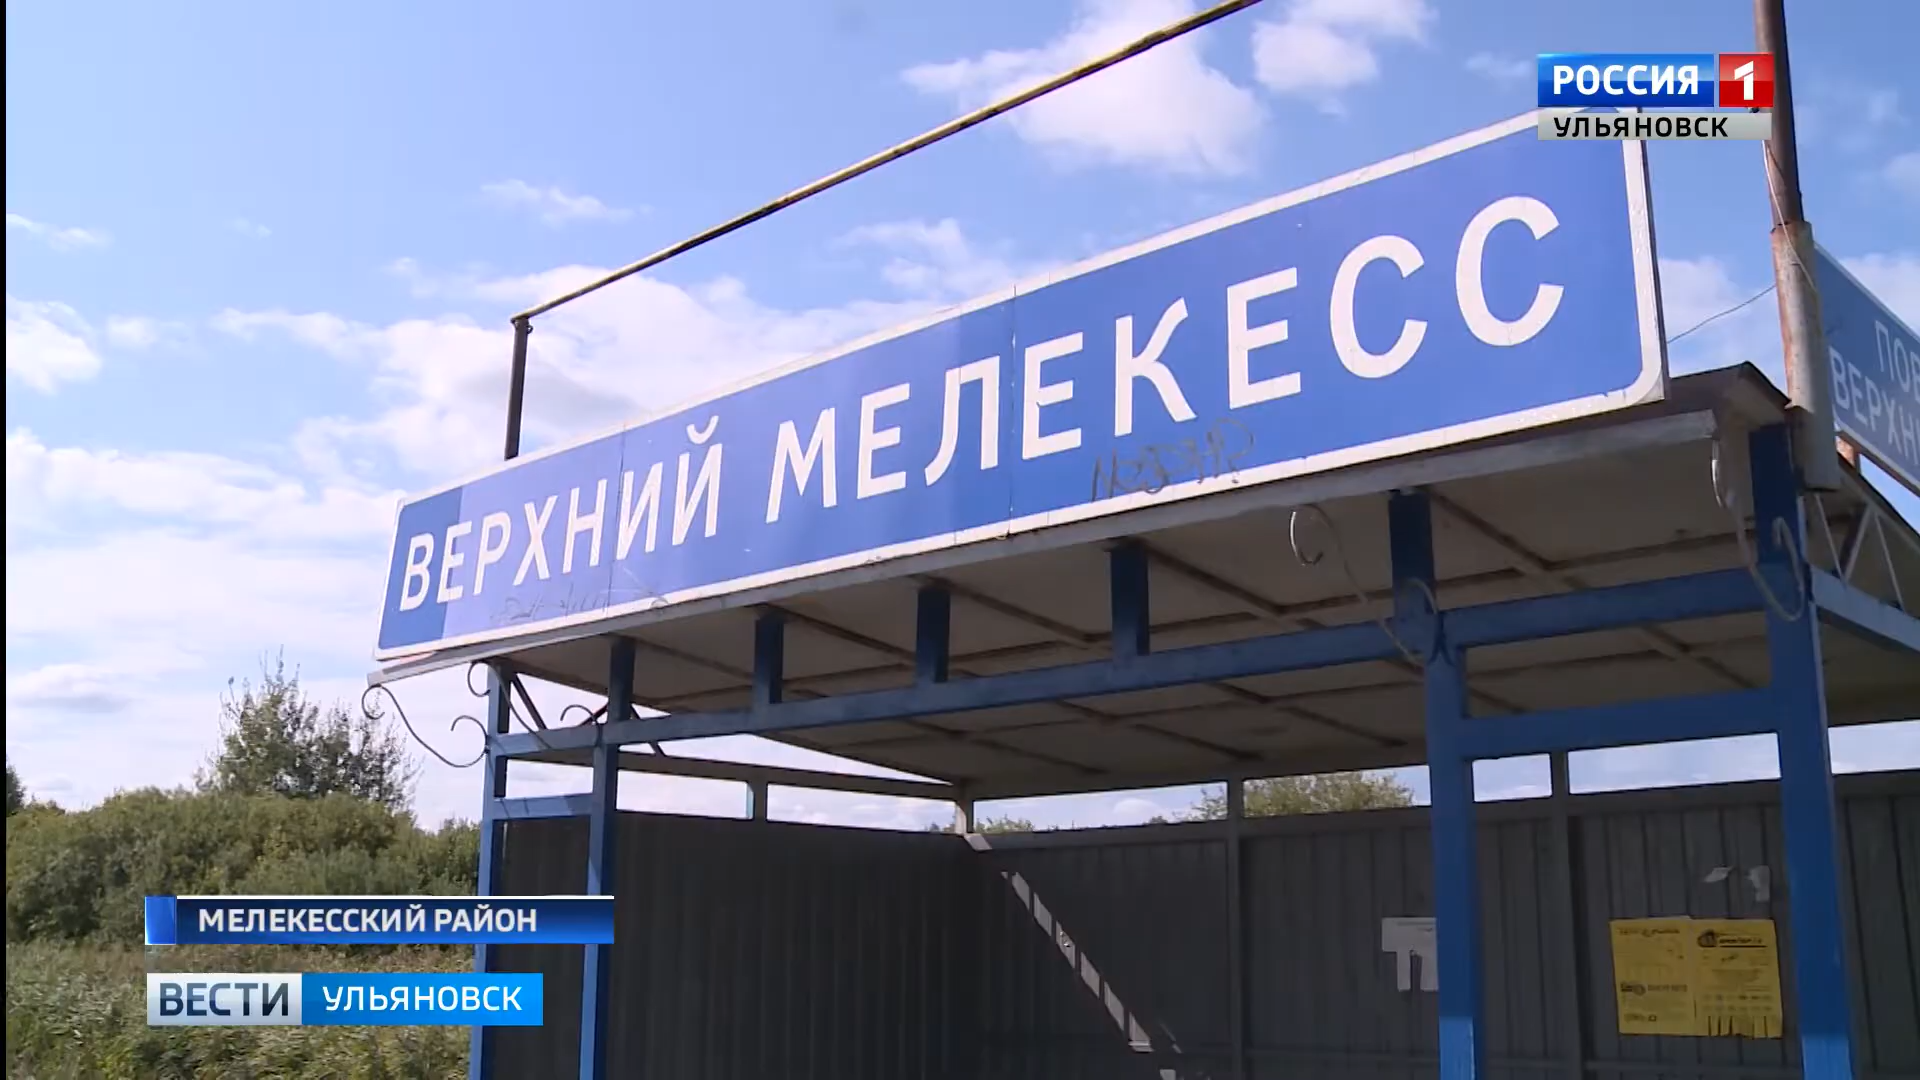 РОССИЯ 1
УЛЬЯНОВСК
ВЕРХНИЙ МЕЛЕКЕСС
МЕЛЕКЕССКИЙ РАЙОН
ВЕСТИ УЛЬЯНОВСК